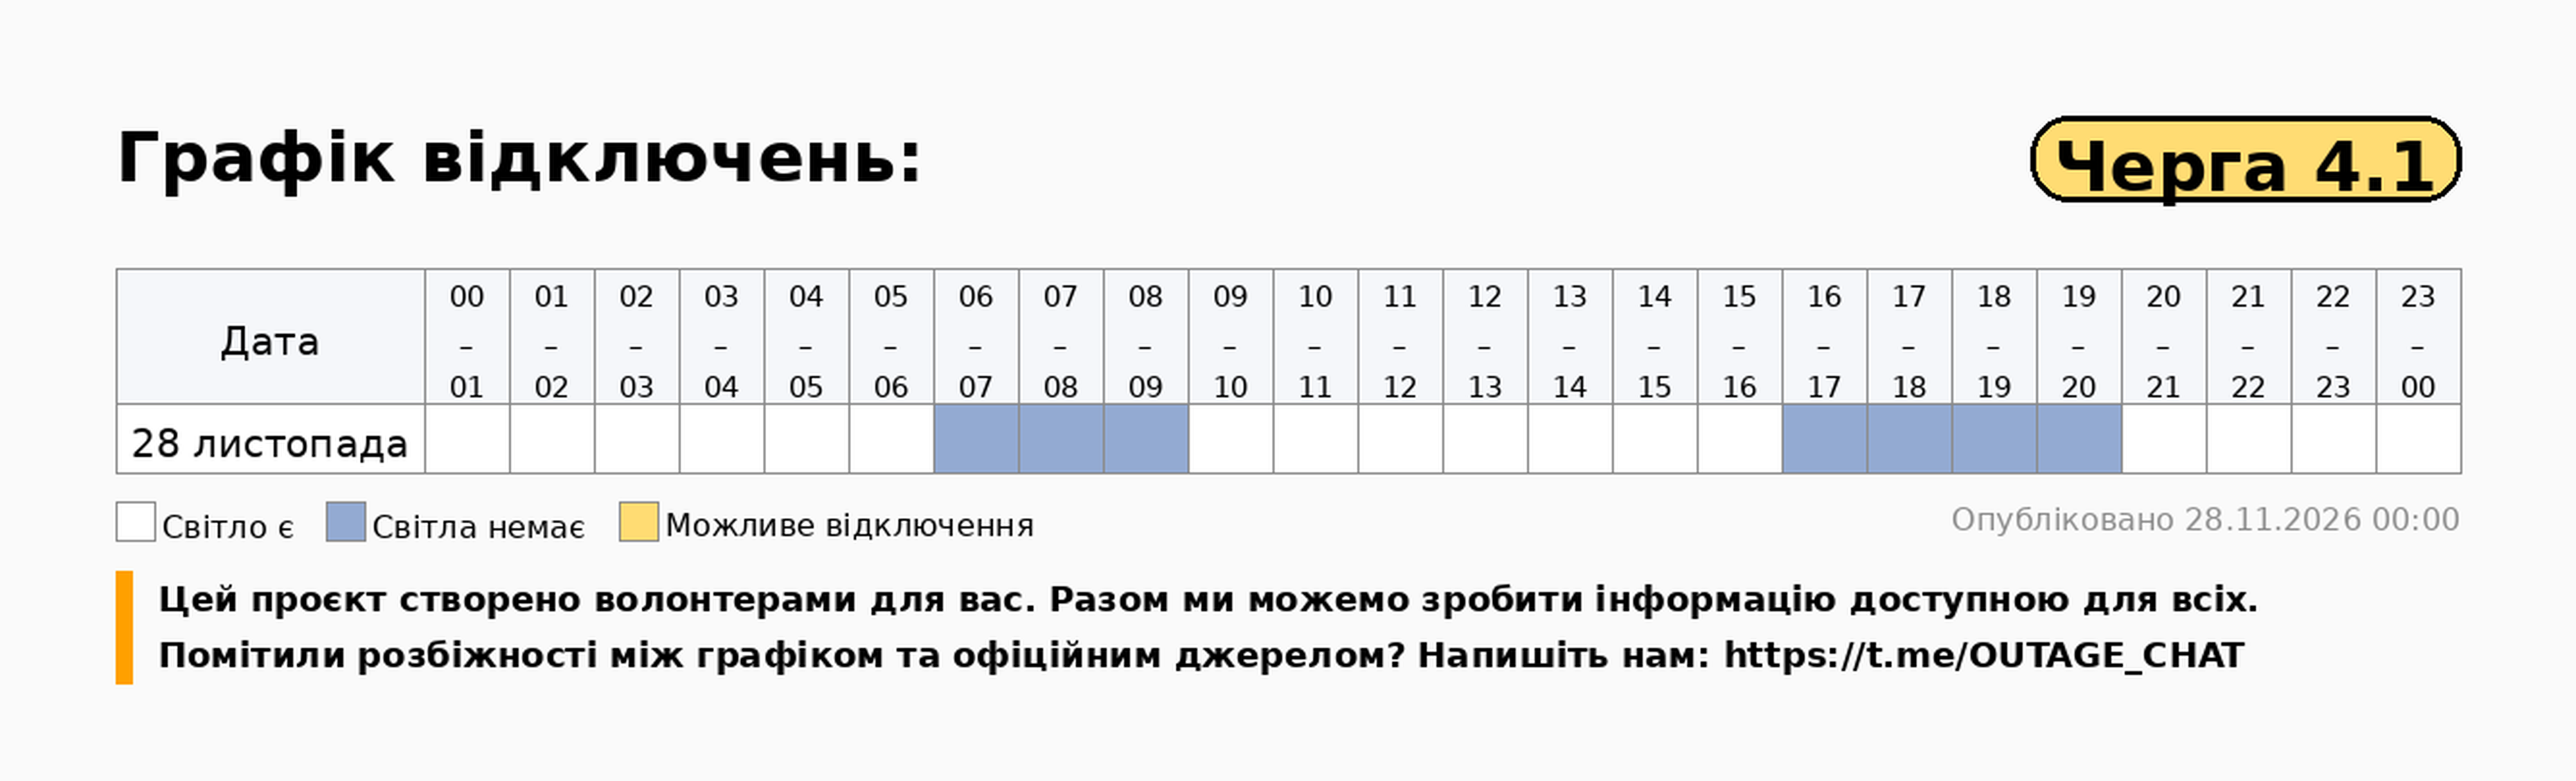 Графік відключень:
Черга 4.1
Дата 00 – 01 01 – 02 02 – 03 03 – 04 04 – 05 05 – 06 06 – 07 07 – 08 08 – 09 09 – 10 10 – 11 11 – 12 12 – 13 13 – 14 14 – 15 15 – 16 16 – 17 17 – 18 18 – 19 19 – 20 20 – 21 21 – 22 22 – 23 23 – 00
28 листопада
Світло є Світла немає Можливе відключення
Опубліковано 28.11.2026 00:00
Цей проєкт створено волонтерами для вас. Разом ми можемо зробити інформацію доступною для всіх.
Помітили розбіжності між графіком та офіційним джерелом? Напишіть нам: https://t.me/OUTAGE_CHAT